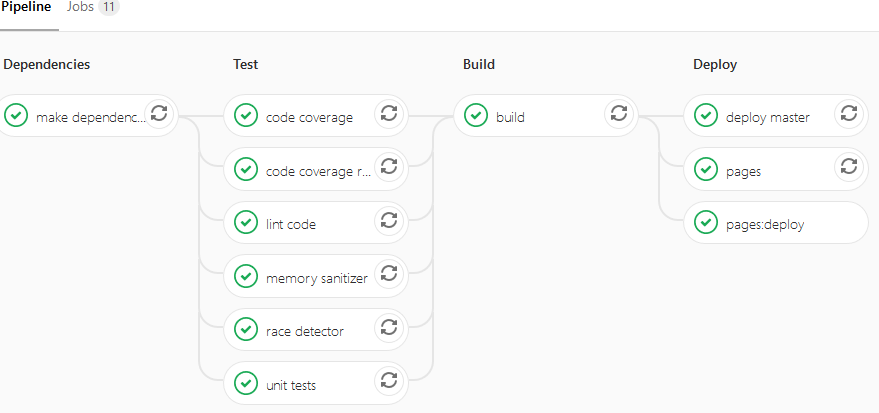 Pipeline Jobs 11
Dependencies Test Build Deploy
make dependenc... code coverage build deploy master
code coverage r... pages
lint code pages:deploy
memory sanitizer
race detector
unit tests